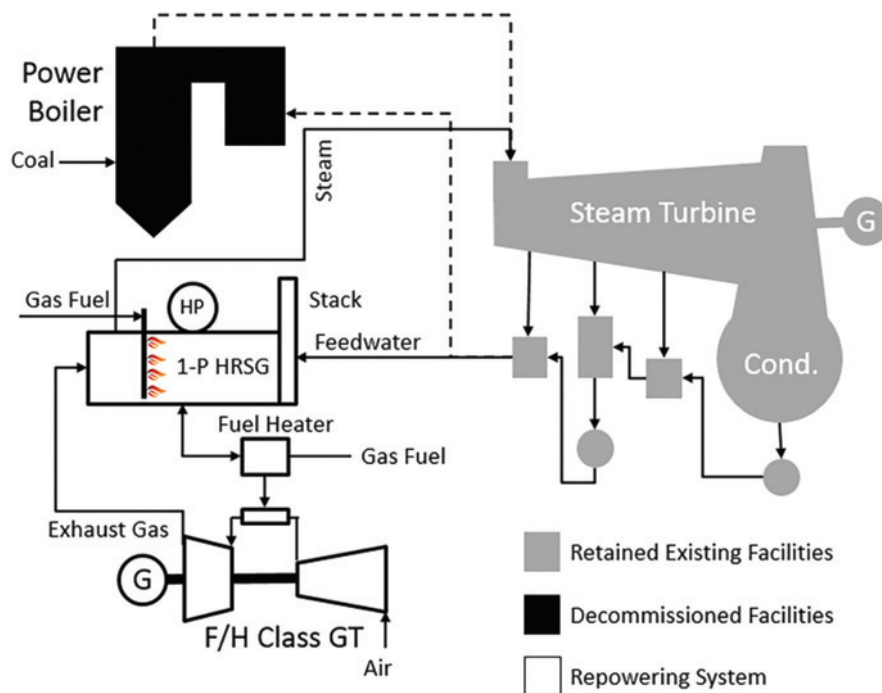 Power
Boiler
Coal
Steam
Steam Turbine
G
Gas Fuel
HP
Stack
1-P HRSG
Feedwater
Cond.
Fuel Heater
Gas Fuel
Exhaust Gas
G
F/H Class GT
Air
Retained Existing Facilities
Decommissioned Facilities
Repowering System